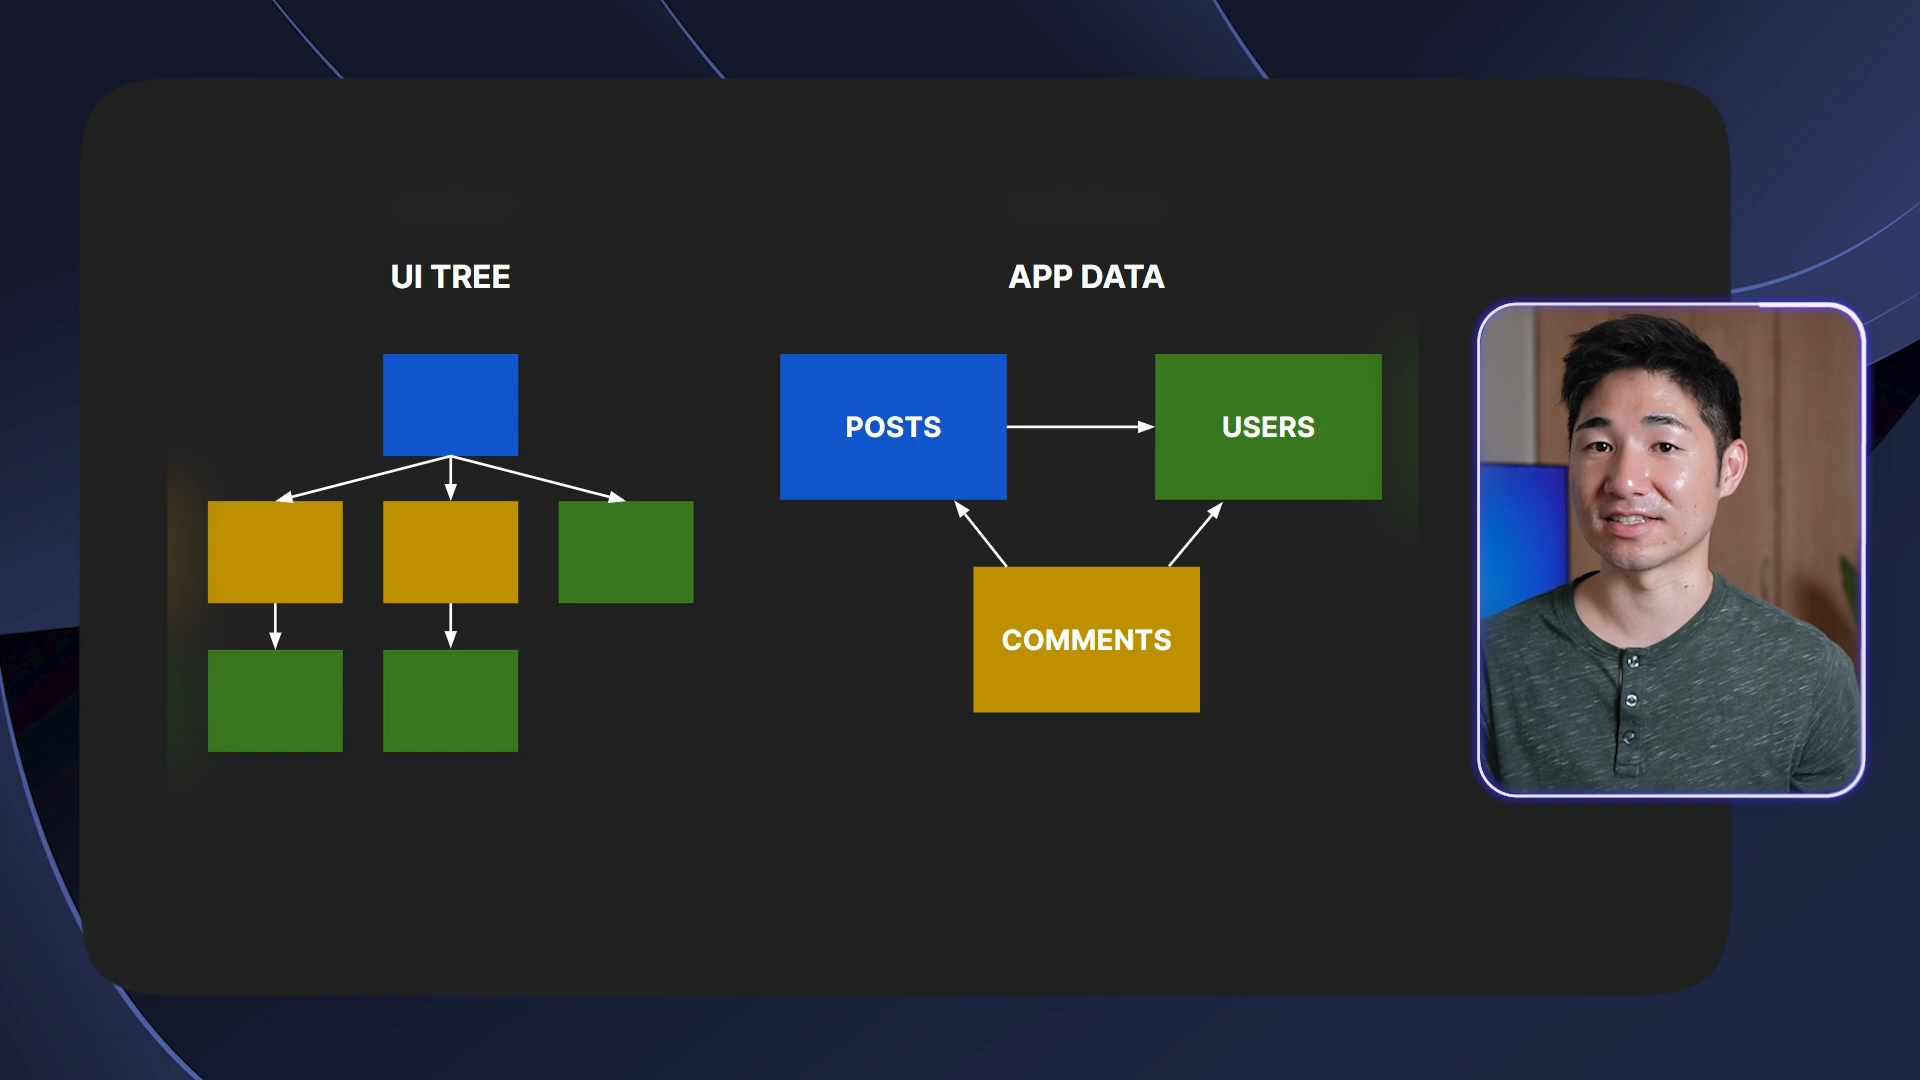 UI TREE
APP DATA
POSTS
USERS
COMMENTS